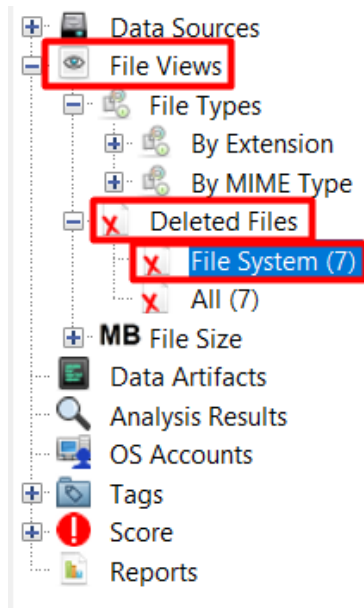 Data Sources
File Views
File Types
By Extension
By MIME Type
Deleted Files
File System (7)
All (7)
MB File Size
Data Artifacts
Analysis Results
OS Accounts
Tags
Score
Reports